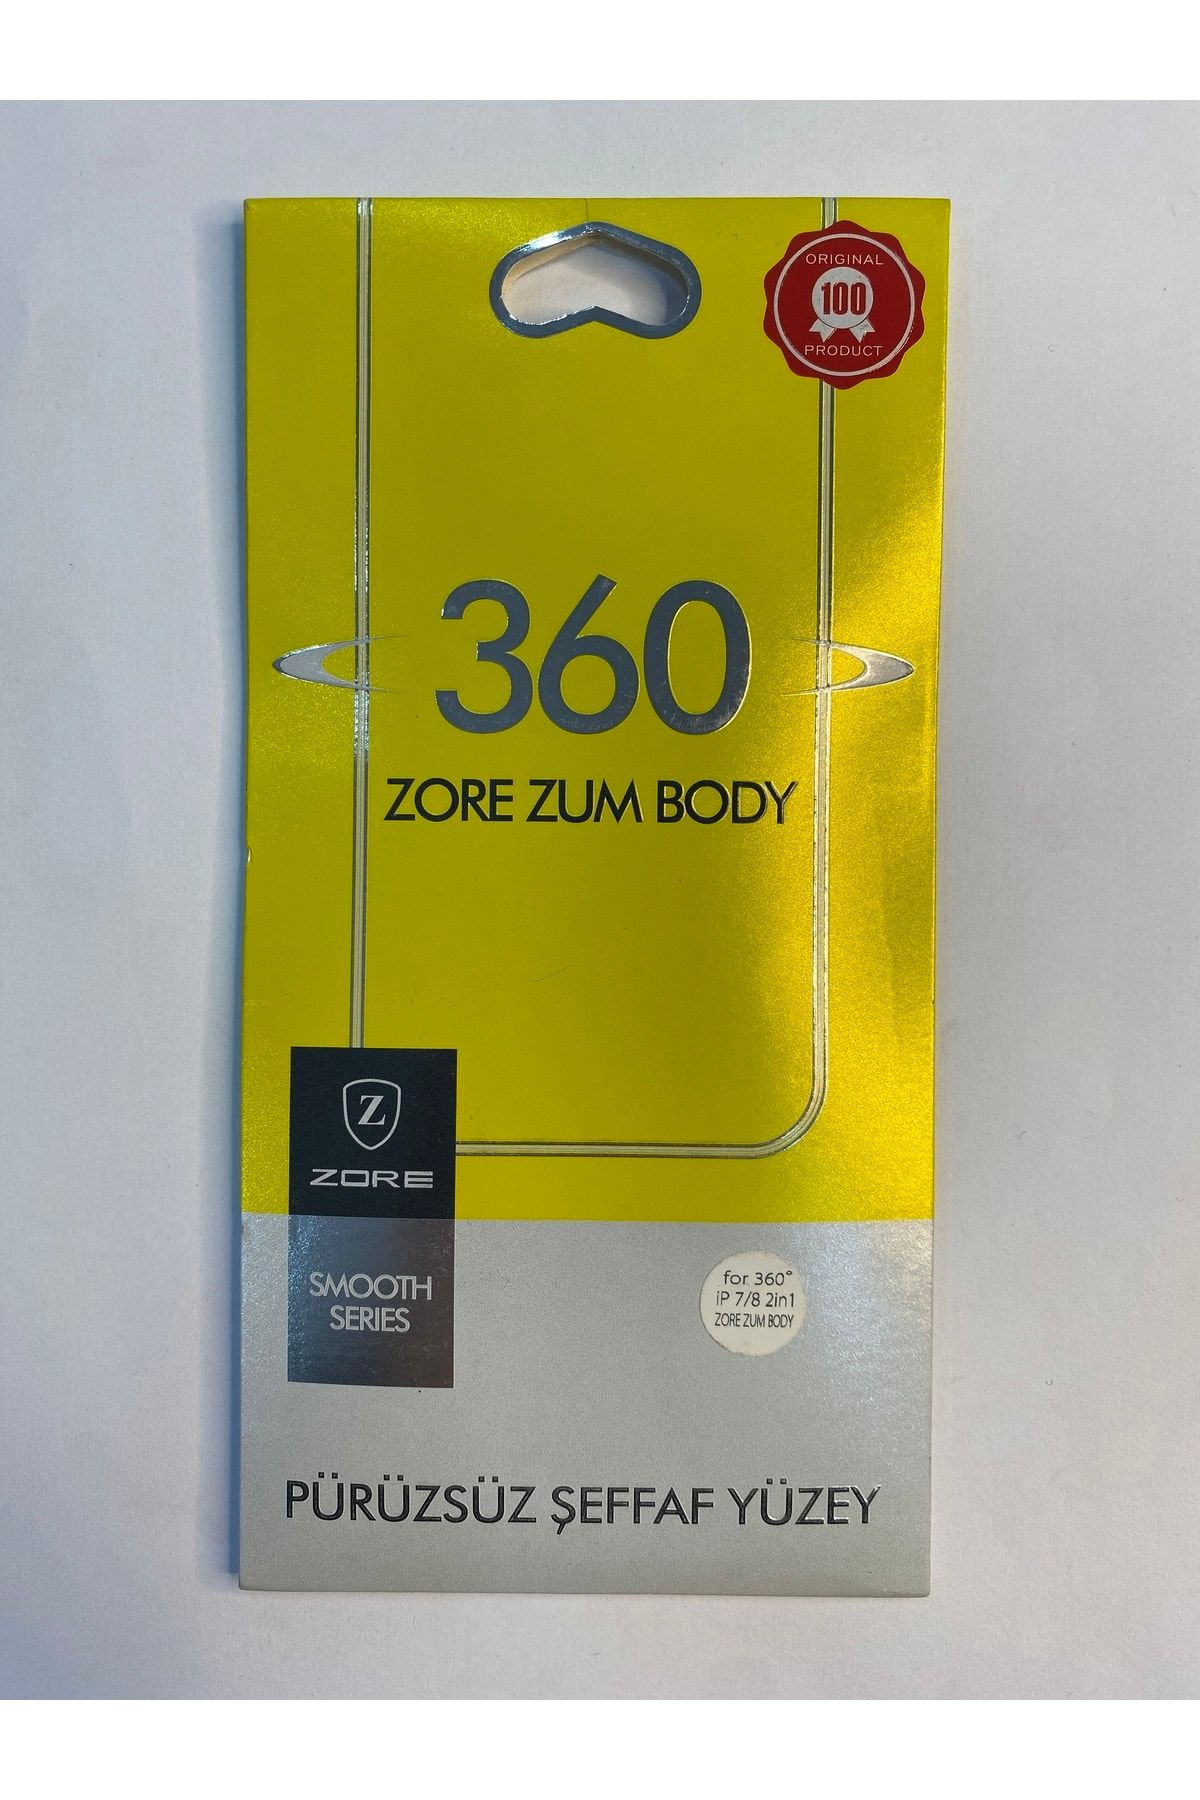 ORIGINAL
100
PRODUCT
360
ZORE ZUM BODY
Z
ZORE
SMOOTH
SERIES
for 360°
iP 7/8 2in1
ZORE ZUM BODY
PÜRÜZSÜZ ŞEFFAF YÜZEY